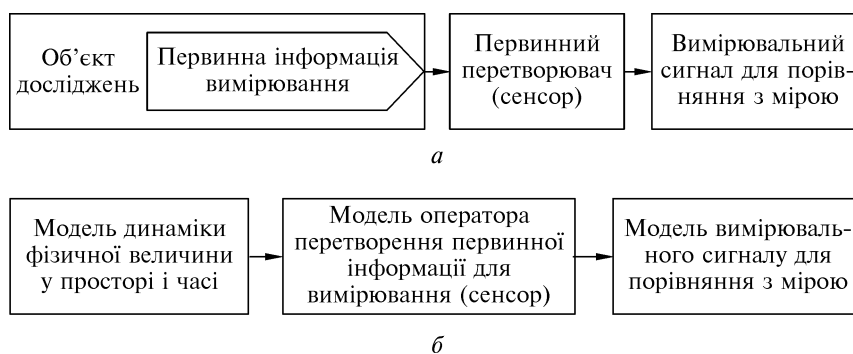 Об’єкт
досліджень
Первинна інформація
вимірювання
Первинний
перетворювач
(сенсор)
Вимірювальний
сигнал для порів-
няння з мірою
а
Модель динаміки
фізичної величини
у просторі і часі
Модель оператора
перетворення первинної
інформації для
вимірювання (сенсор)
Модель вимірюваль-
ного сигналу для
порівняння з мірою
б